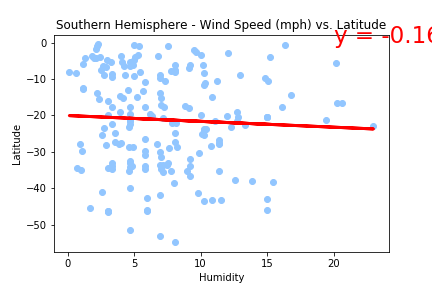 Southern Hemisphere - Wind Speed (mph) vs. Latitude
y = -0.16
0
−10
−20
−30
−40
−50
Latitude
0
5
10
15
20
Humidity